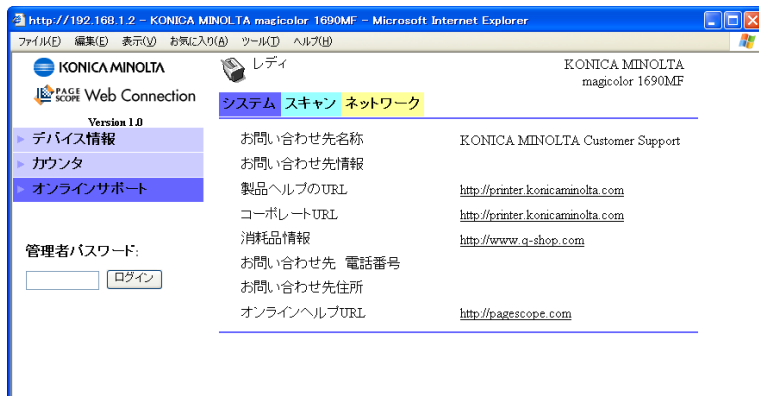 http://192.168.1.2 - KONICA MINOLTA magicolor 1690MF - Microsoft Internet Explorer
ファイル(F) 編集(E) 表示(V) お気に入り(A) ツール(T) ヘルプ(H)
KONICA MINOLTA
レディ
KONICA MINOLTA
magicolor 1690MF
PAGE SCOPE Web Connection
Version 1.0
システム スキャン ネットワーク
デバイス情報
カウンタ
オンラインサポート
管理者パスワード:
ログイン
お問い合わせ先名称 KONICA MINOLTA Customer Support
お問い合わせ先情報
製品ヘルプのURL http://printer.konicaminolta.com
コーポレートURL http://printer.konicaminolta.com
消耗品情報 http://www.q-shop.com
お問い合わせ先 電話番号
お問い合わせ先住所
オンラインヘルプURL http://pagescope.com